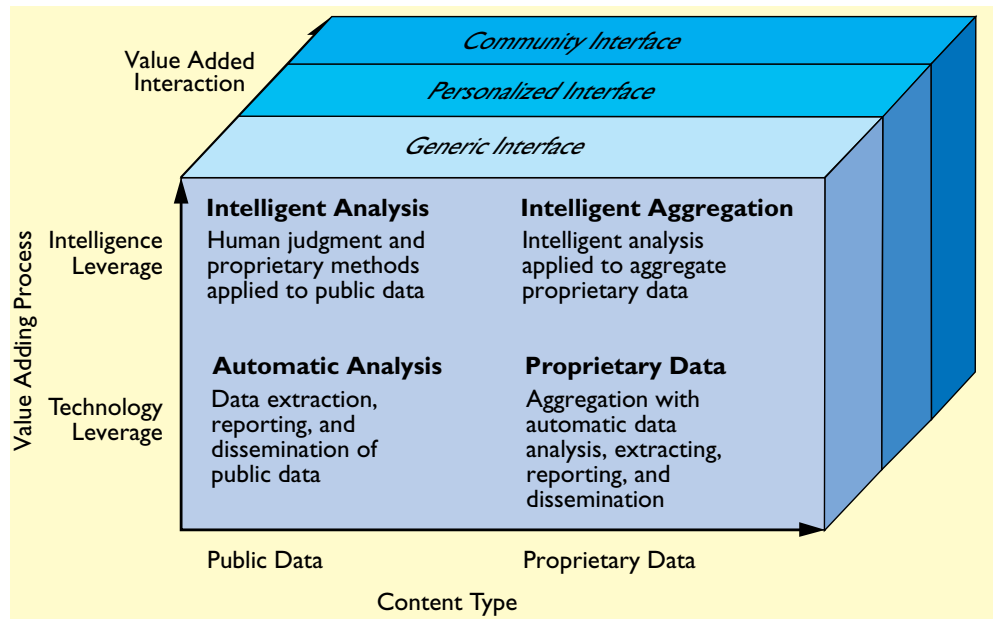 Community Interface
Value Added
Interaction
Personalized Interface
Generic Interface
Value Adding Process
Intelligence
Leverage
Intelligent Analysis
Human judgment and
proprietary methods
applied to public data
Intelligent Aggregation
Intelligent analysis
applied to aggregate
proprietary data
Technology
Leverage
Automatic Analysis
Data extraction,
reporting, and
dissemination of
public data
Proprietary Data
Aggregation with
automatic data
analysis, extracting,
reporting, and
dissemination
Public Data
Proprietary Data
Content Type